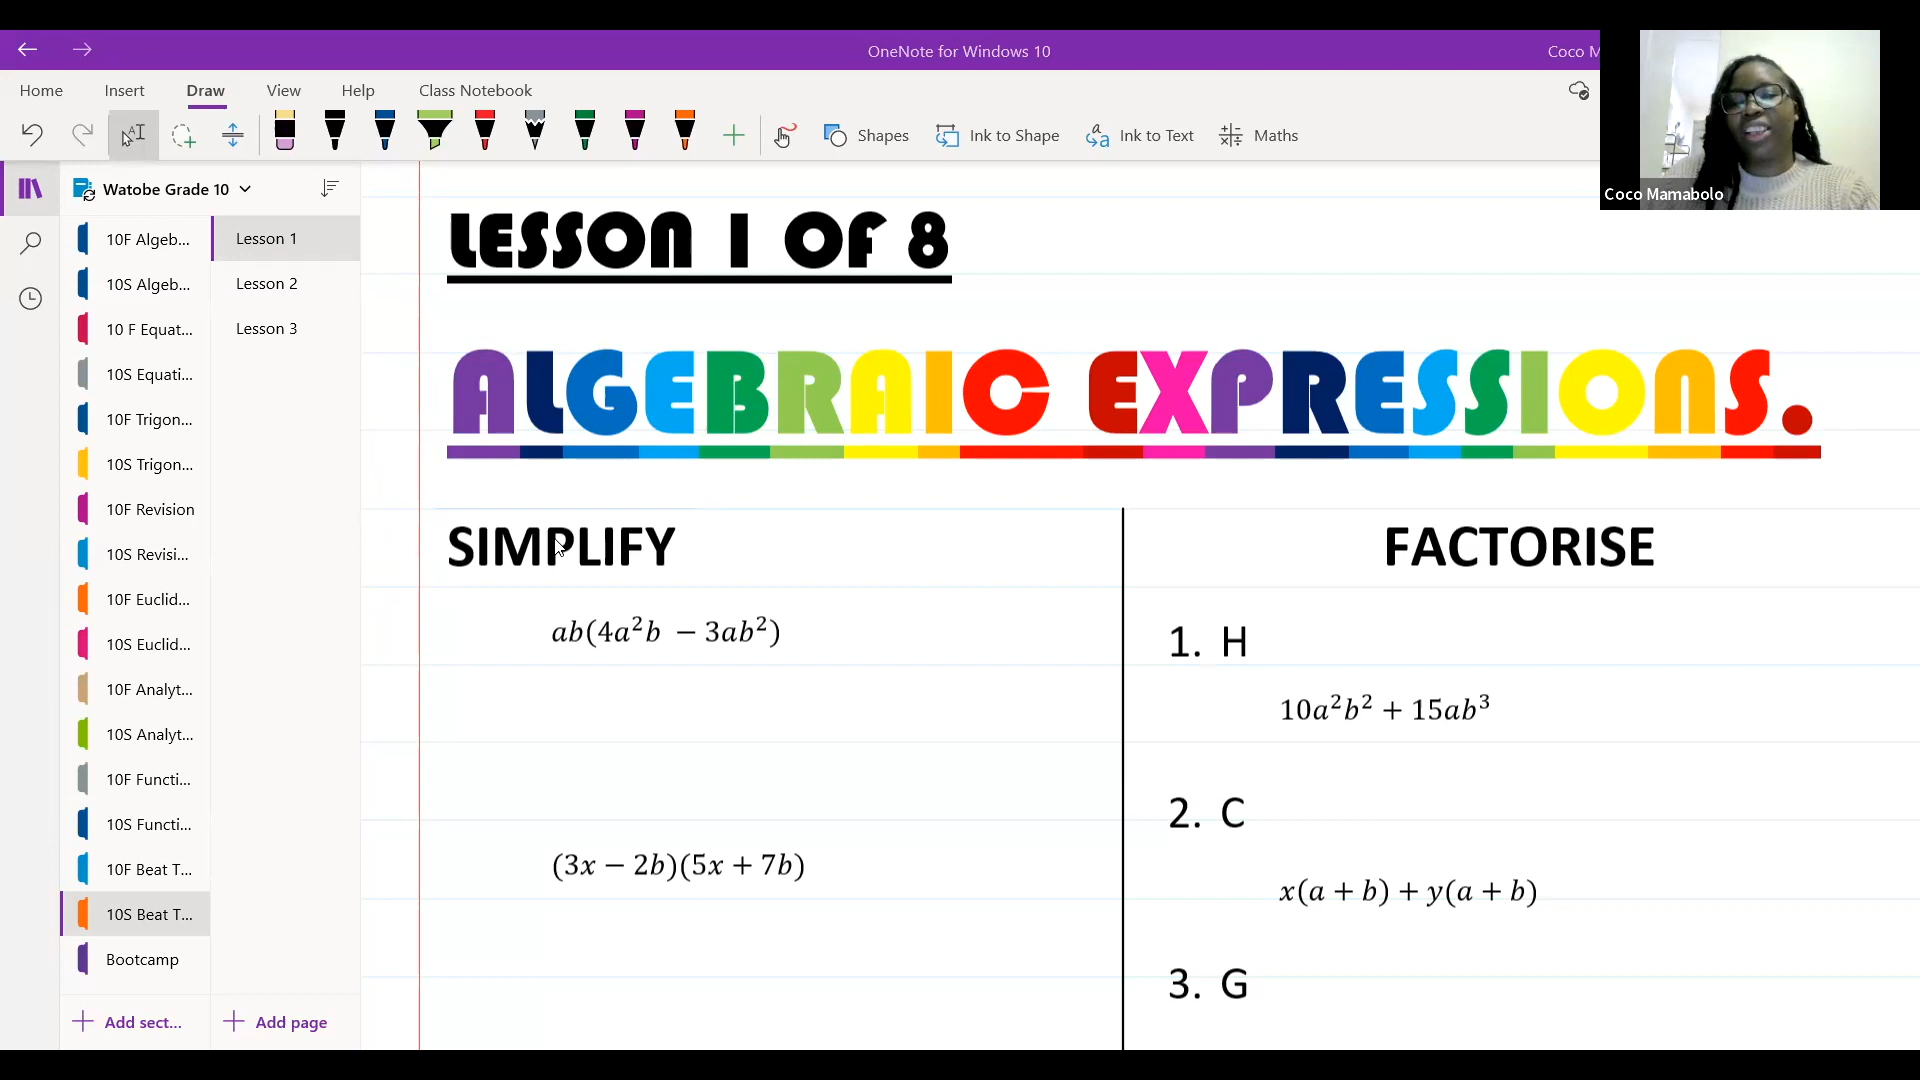 OneNote for Windows 10
Coco M
Home Insert Draw View Help Class Notebook
Shapes Ink to Shape Ink to Text Maths
Coco Mamabolo
Watobe Grade 10
10F Algeb...
10S Algeb...
10 F Equat...
10S Equati...
10F Trigon...
10S Trigon...
10F Revision
10S Revisi...
10F Euclid...
10S Euclid...
10F Analyt...
10S Analyt...
10F Functi...
10S Functi...
10F Beat T...
10S Beat T...
Bootcamp
Add sect...
Lesson 1
Lesson 2
Lesson 3
Add page
LESSON 1 OF 8
ALGEBRAIC EXPRESSIONS.
SIMPLIFY
ab(4a²b − 3ab²)
(3x − 2b)(5x + 7b)
FACTORISE
1. H
10a²b² + 15ab³
2. C
x(a + b) + y(a + b)
3. G